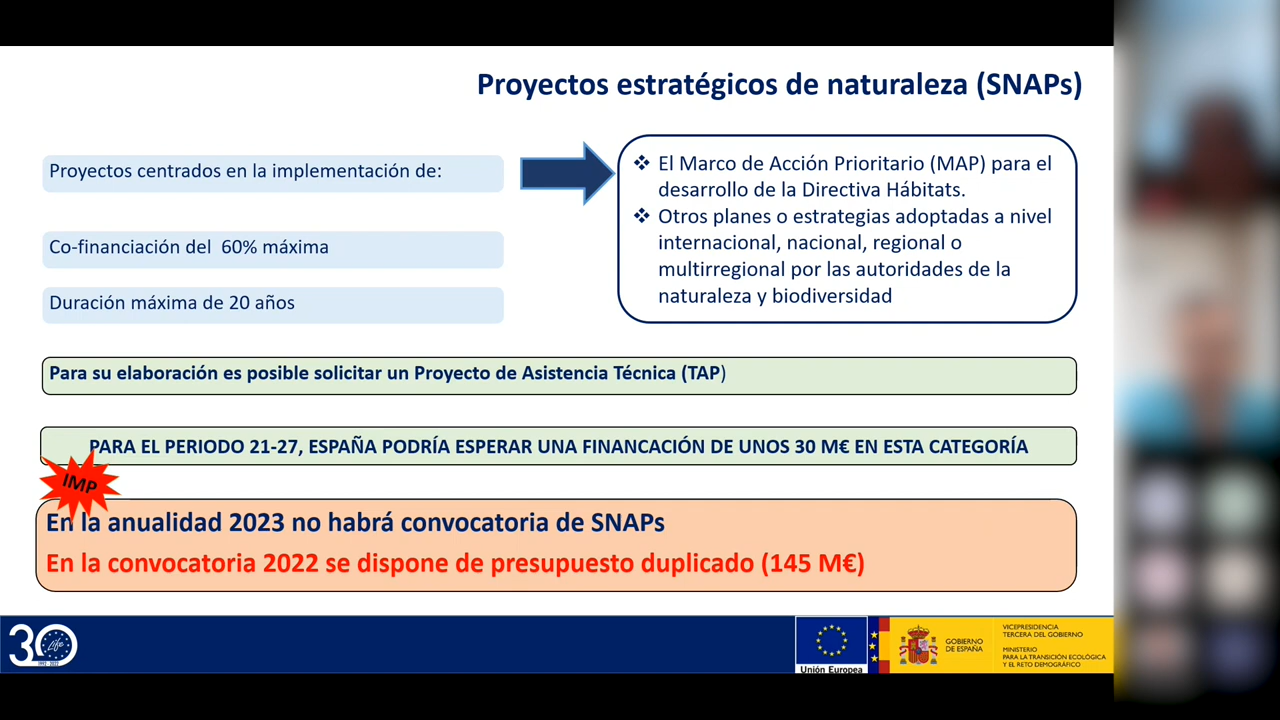 Proyectos estratégicos de naturaleza (SNAPs)
Proyectos centrados en la implementación de:
❖ El Marco de Acción Prioritario (MAP) para el
desarrollo de la Directiva Hábitats.
❖ Otros planes o estrategias adoptadas a nivel
internacional, nacional, regional o
multirregional por las autoridades de la
naturaleza y biodiversidad
Co-financiación del 60% máxima
Duración máxima de 20 años
Para su elaboración es posible solicitar un Proyecto de Asistencia Técnica (TAP)
PARA EL PERIODO 21-27, ESPAÑA PODRÍA ESPERAR UNA FINANCACIÓN DE UNOS 30 M€ EN ESTA CATEGORÍA
IMP
En la anualidad 2023 no habrá convocatoria de SNAPs
En la convocatoria 2022 se dispone de presupuesto duplicado (145 M€)
30
Life
1992 2022
Unión Europea
GOBIERNO
DE ESPAÑA
VICEPRESIDENCIA
TERCERA DEL GOBIERNO
MINISTERIO
PARA LA TRANSICIÓN ECOLÓGICA
Y EL RETO DEMOGRÁFICO